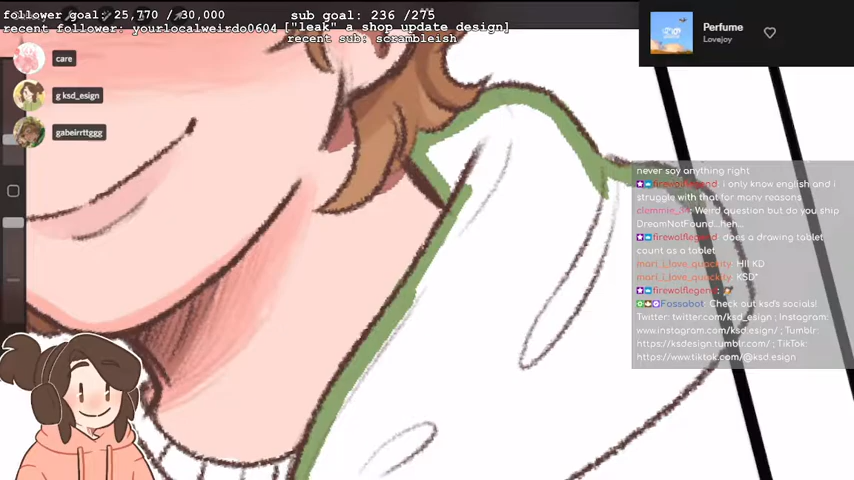 follower goal: 25,770 / 30,000
sub goal: 236 /275
recent follower: yourlocalweirdo0604 ["leak" a shop update design]
recent sub: scrambleish
Perfume
Lovejoy
care
g ksd_esign
gabeirrttggg
never say anything right
firewolflegend: i only know english and i
struggle with that for many reasons
Weird question but do you ship
DreamNotFound...heh...
firewolflegend: does a drawing tablet
count as a tablet
mari_i_love_quackity: HII KD
mari_i_love_quackity: KSD*
firewolflegend:
Fossabot: Check out ksd's socials!
Twitter: twitter.com/ksd_esign ; Instagram:
www.instagram.com/ksd.esign/ ; Tumblr:
https://ksdesign.tumblr.com/ ; TikTok:
https://www.tiktok.com/@ksd.esign